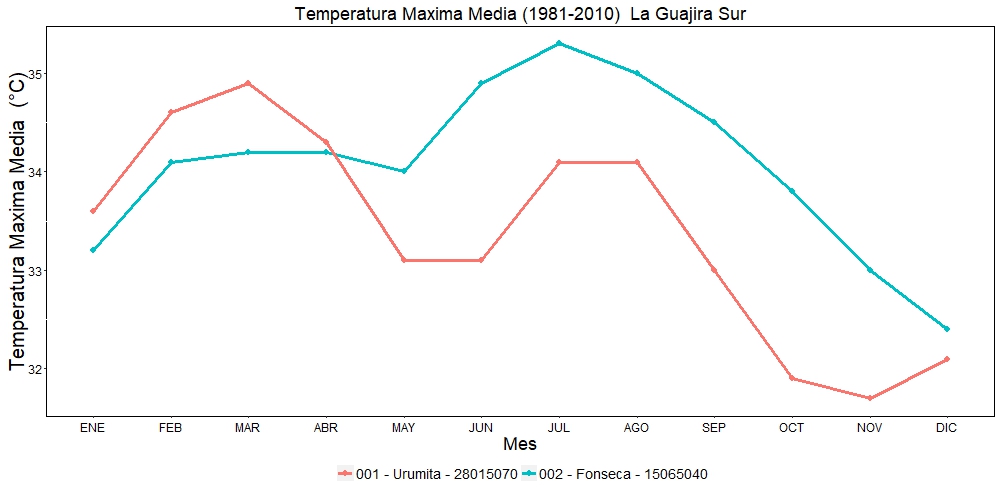 Temperatura Maxima Media (1981-2010)  La Guajira Sur
Temperatura Maxima Media  (°C)
35
34
33
32
ENE FEB MAR ABR MAY JUN JUL AGO SEP OCT NOV DIC
Mes
001 - Urumita - 28015070 002 - Fonseca - 15065040